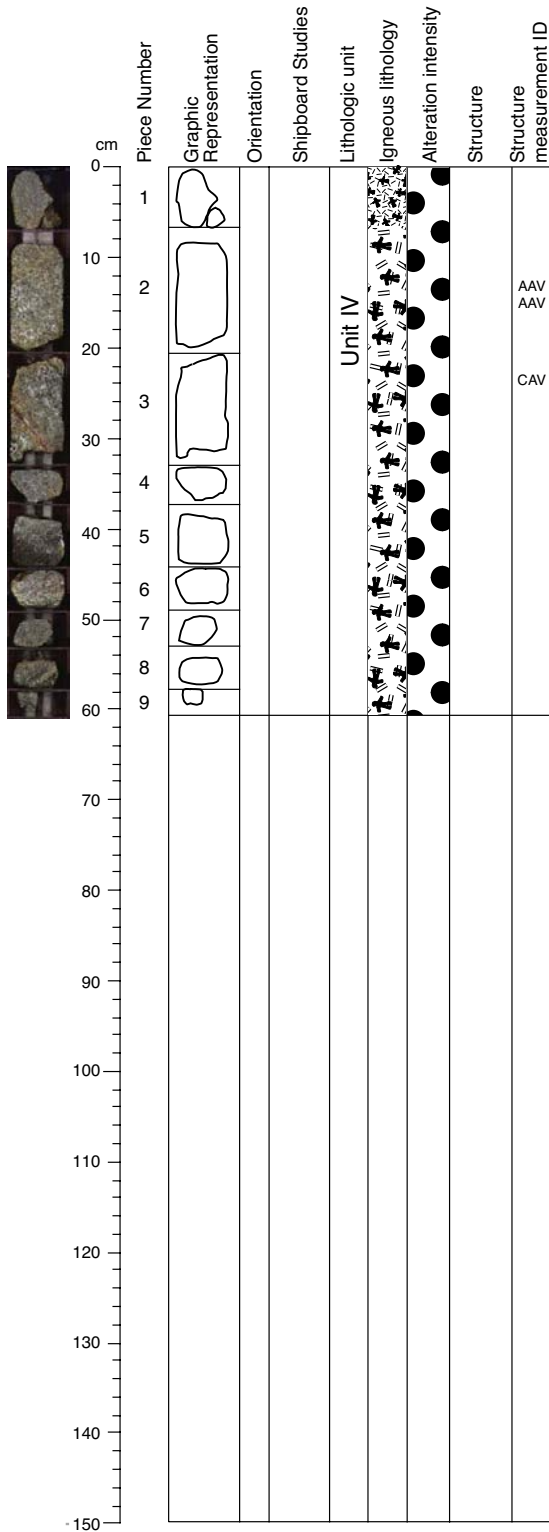 cm
Piece Number
Graphic
Representation
Orientation
Shipboard Studies
Lithologic unit
Igneous lithology
Alteration intensity
Structure
Structure
measurement ID
0
10
20
30
40
50
60
70
80
90
100
110
120
130
140
150
1
2
3
4
5
6
7
8
9
Unit IV
AAV
AAV
CAV